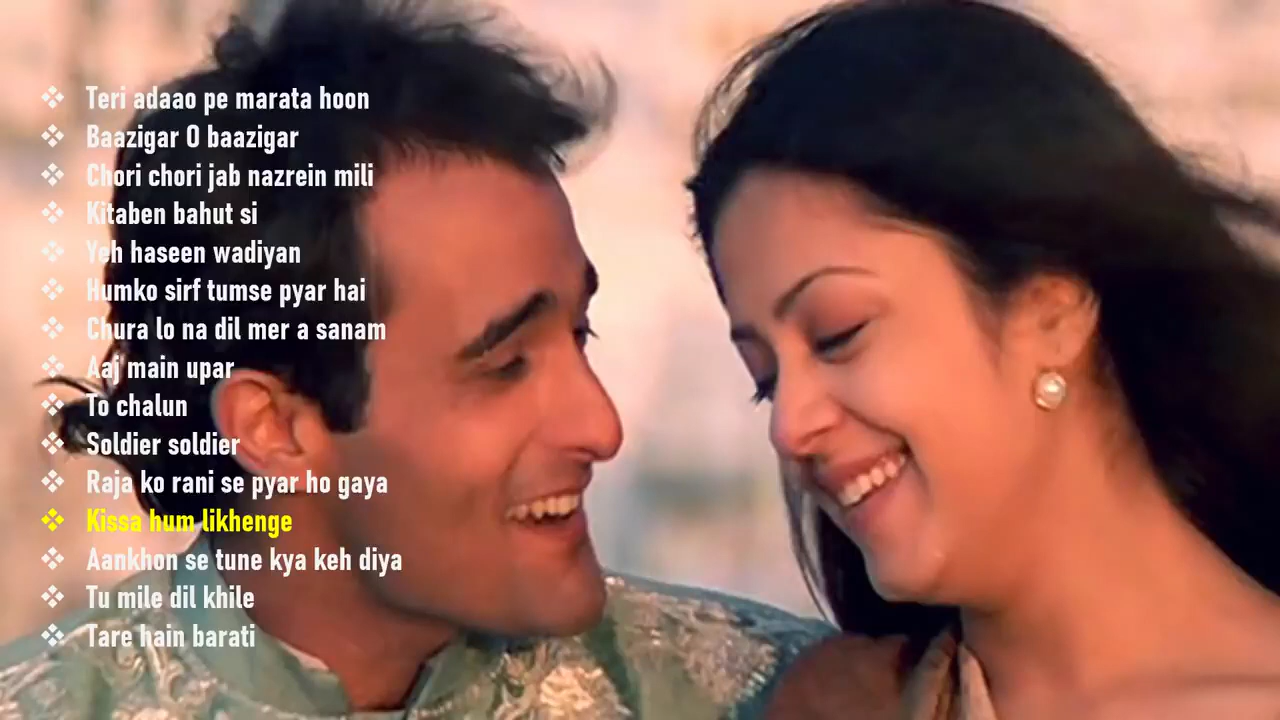 Teri adaao pe marata hoon
Baazigar O baazigar
Chori chori jab nazrein mili
Kitaben bahut si
Yeh haseen wadiyan
Humko sirf tumse pyar hai
Chura lo na dil mer a sanam
Aaj main upar
To chalun
Soldier soldier
Raja ko rani se pyar ho gaya
Kissa hum likhenge
Aankhon se tune kya keh diya
Tu mile dil khile
Tare hain barati